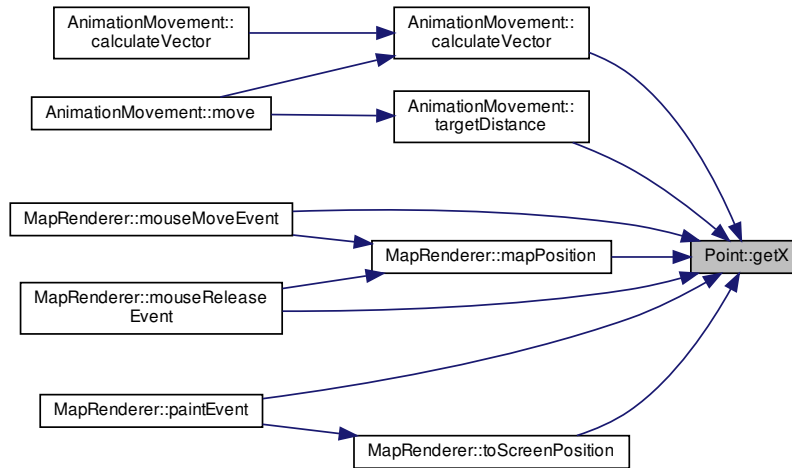 AnimationMovement::
calculateVector
AnimationMovement::
calculateVector
AnimationMovement::move
AnimationMovement::
targetDistance
MapRenderer::mouseMoveEvent
MapRenderer::mapPosition
Point::getX
MapRenderer::mouseRelease
Event
MapRenderer::paintEvent
MapRenderer::toScreenPosition